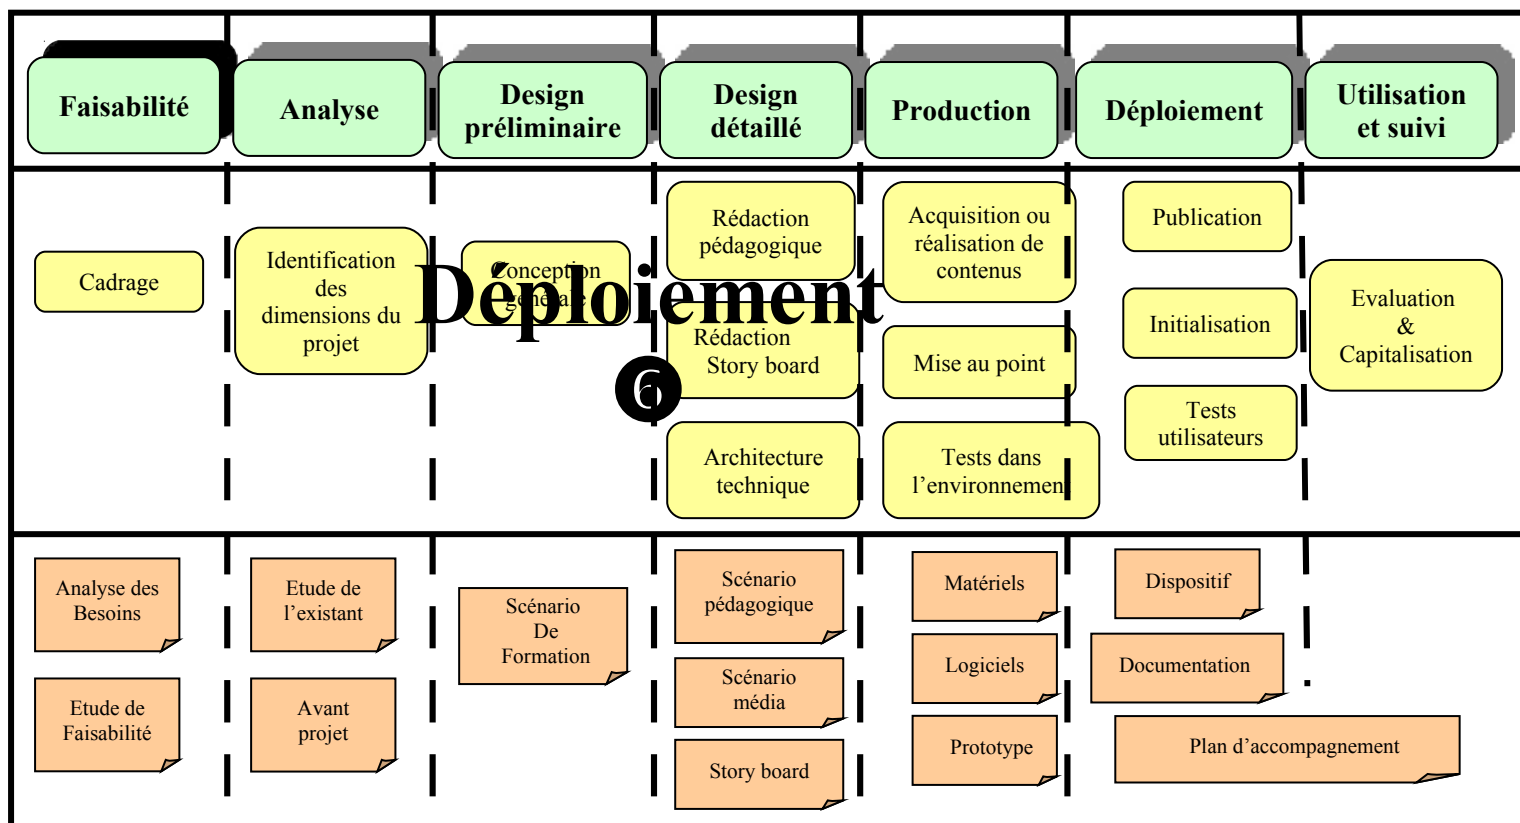 Faisabilité
Analyse
Design
préliminaire
Design
détaillé
Production
Déploiement
Utilisation
et suivi
Cadrage
Identification
des
dimensions du
projet
Conception
générale
Déploiement
❻
Rédaction
pédagogique
Rédaction
Story board
Architecture
technique
Acquisition ou
réalisation de
contenus
Mise au point
Tests dans
l’environnement
Publication
Initialisation
Tests
utilisateurs
Evaluation
&
Capitalisation
Analyse des
Besoins
Etude de
Faisabilité
Etude de
l’existant
Avant
projet
Scénario
De
Formation
Scénario
pédagogique
Scénario
média
Story board
Matériels
Logiciels
Prototype
Dispositif
Documentation
Plan d’accompagnement